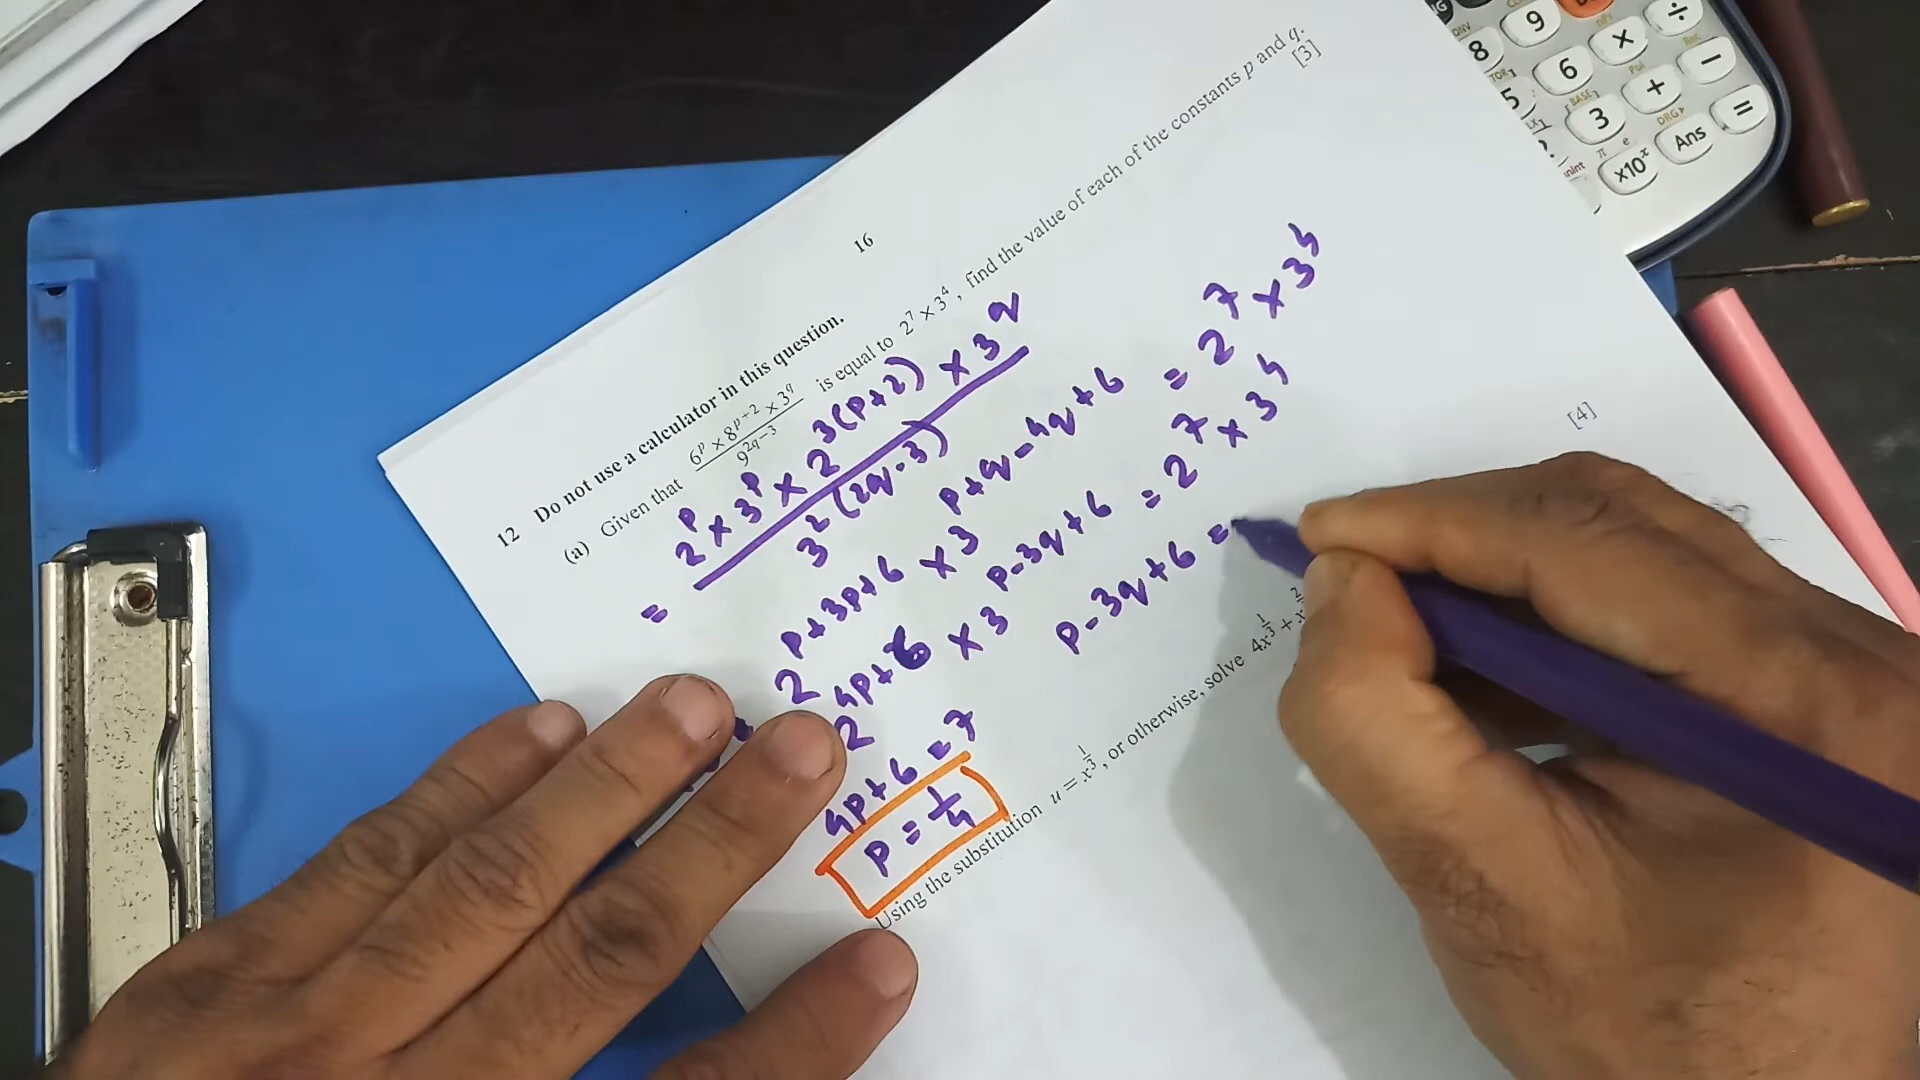 16
12 Do not use a calculator in this question.
(a) Given that (6^p × 8^(p+2) × 3^q) / 9^(2q−3) is equal to 2^7 × 3^4, find the value of each of the constants p and q.
[3]
= (2^p × 3^p × 2^(3(p+2)) × 3^q) / 3^(2(2q-3))
2^(p+3p+6) × 3^(p+q-4q+6) = 2^7 × 3^4
2^(4p+6) × 3^(p-3q+6) = 2^7 × 3^4
4p+6=7
p = 1/4
p-3q+6 =
[4]
Using the substitution u = x^(1/3), or otherwise, solve 4x^(1/3) +
8 9 ÷
5 6 × −
3 + =
×10^x Ans
BASE
DRG▸
Pol
Rec
π e